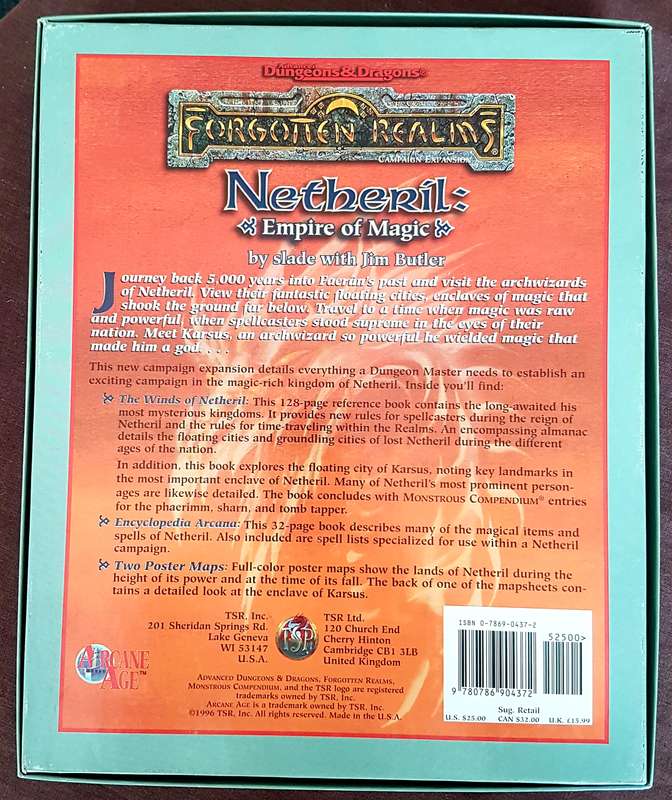 Advanced
Dungeons & Dragons®
FORGOTTEN REALMS®
CAMPAIGN EXPANSION
Netheril:
Empire of Magic
by slade with Jim Butler
Journey back 5,000 years into Faerûn's past and visit the archwizards
of Netheril. View their fantastic floating cities, enclaves of magic that
shook the ground far below. Travel to a time when magic was raw
and powerful, when spellcasters stood supreme in the eyes of their
nation. Meet Karsus, an archwizard so powerful he wielded magic that
made him a god. . . .
This new campaign expansion details everything a Dungeon Master needs to establish an
exciting campaign in the magic-rich kingdom of Netheril. Inside you'll find:
The Winds of Netheril: This 128-page reference book contains the long-awaited his
most mysterious kingdoms. It provides new rules for spellcasters during the reign of
Netheril and the rules for time-traveling within the Realms. An encompassing almanac
details the floating cities and groundling cities of lost Netheril during the different
ages of the nation.
In addition, this book explores the floating city of Karsus, noting key landmarks in
the most important enclave of Netheril. Many of Netheril's most prominent person-
ages are likewise detailed. The book concludes with MONSTROUS COMPENDIUM® entries
for the phaerimm, sharn, and tomb tapper.
Encyclopedia Arcana: This 32-page book describes many of the magical items and
spells of Netheril. Also included are spell lists specialized for use within a Netheril
campaign.
Two Poster Maps: Full-color poster maps show the lands of Netheril during the
height of its power and at the time of its fall. The back of one of the mapsheets con-
tains a detailed look at the enclave of Karsus.
TSR, Inc.
201 Sheridan Springs Rd.
Lake Geneva
WI 53147
U.S.A.
TSR
TSR Ltd.
120 Church End
Cherry Hinton
Cambridge CB1 3LB
United Kingdom
ARCANE AGE™
ADVANCED DUNGEONS & DRAGONS, FORGOTTEN REALMS,
MONSTROUS COMPENDIUM, and the TSR logo are registered
trademarks owned by TSR, Inc.
ARCANE AGE is a trademark owned by TSR, Inc.
©1996 TSR, Inc. All rights reserved. Made in the U.S.A.
ISBN 0-7869-0437-2
52500>
9 780786 904372
Sug. Retail
U.S. $25.00 CAN $32.00 U.K. £15.99